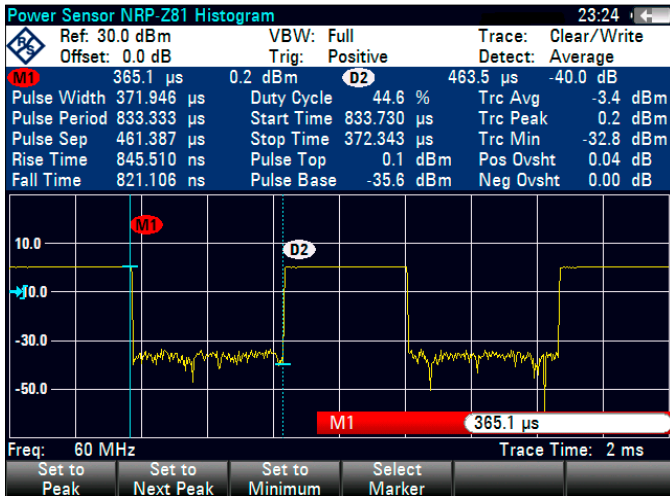 Power Sensor NRP-Z81 Histogram 23:24
R&S Ref: 30.0 dBm VBW: Full Trace: Clear/Write
Offset: 0.0 dB Trig: Positive Detect: Average
M1 365.1 µs 0.2 dBm D2 463.5 µs -40.0 dB
Pulse Width 371.946 µs Duty Cycle 44.6 % Trc Avg -3.4 dBm
Pulse Period 833.333 µs Start Time 833.730 µs Trc Peak 0.2 dBm
Pulse Sep 461.387 µs Stop Time 372.343 µs Trc Min -32.8 dBm
Rise Time 845.510 ns Pulse Top 0.1 dBm Pos Ovsht 0.04 dB
Fall Time 821.106 ns Pulse Base -35.6 dBm Neg Ovsht 0.00 dB
M1
10.0 D2
10.0
-30.0
-50.0
M1 365.1 µs
Freq: 60 MHz Trace Time: 2 ms
Set to Peak
Set to Next Peak
Set to Minimum
Select Marker